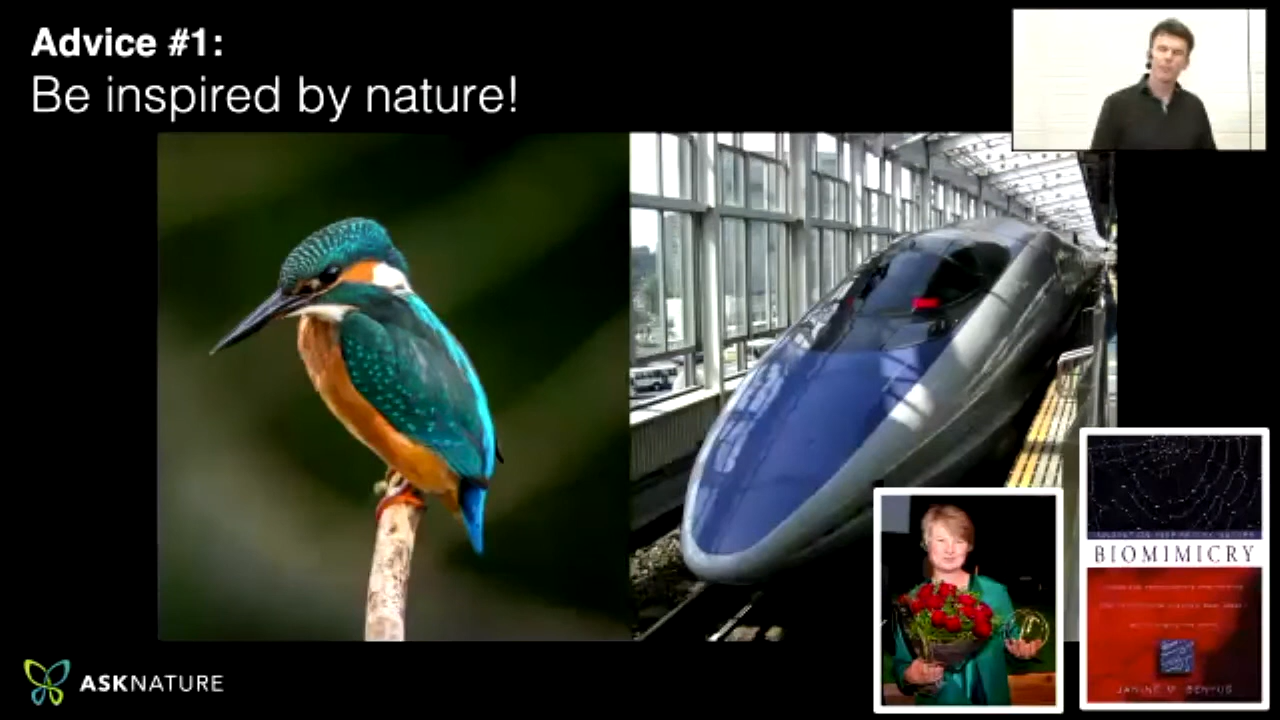 Advice #1:
Be inspired by nature!
BIOMIMICRY
JANINE M. BENYUS
ASKNATURE